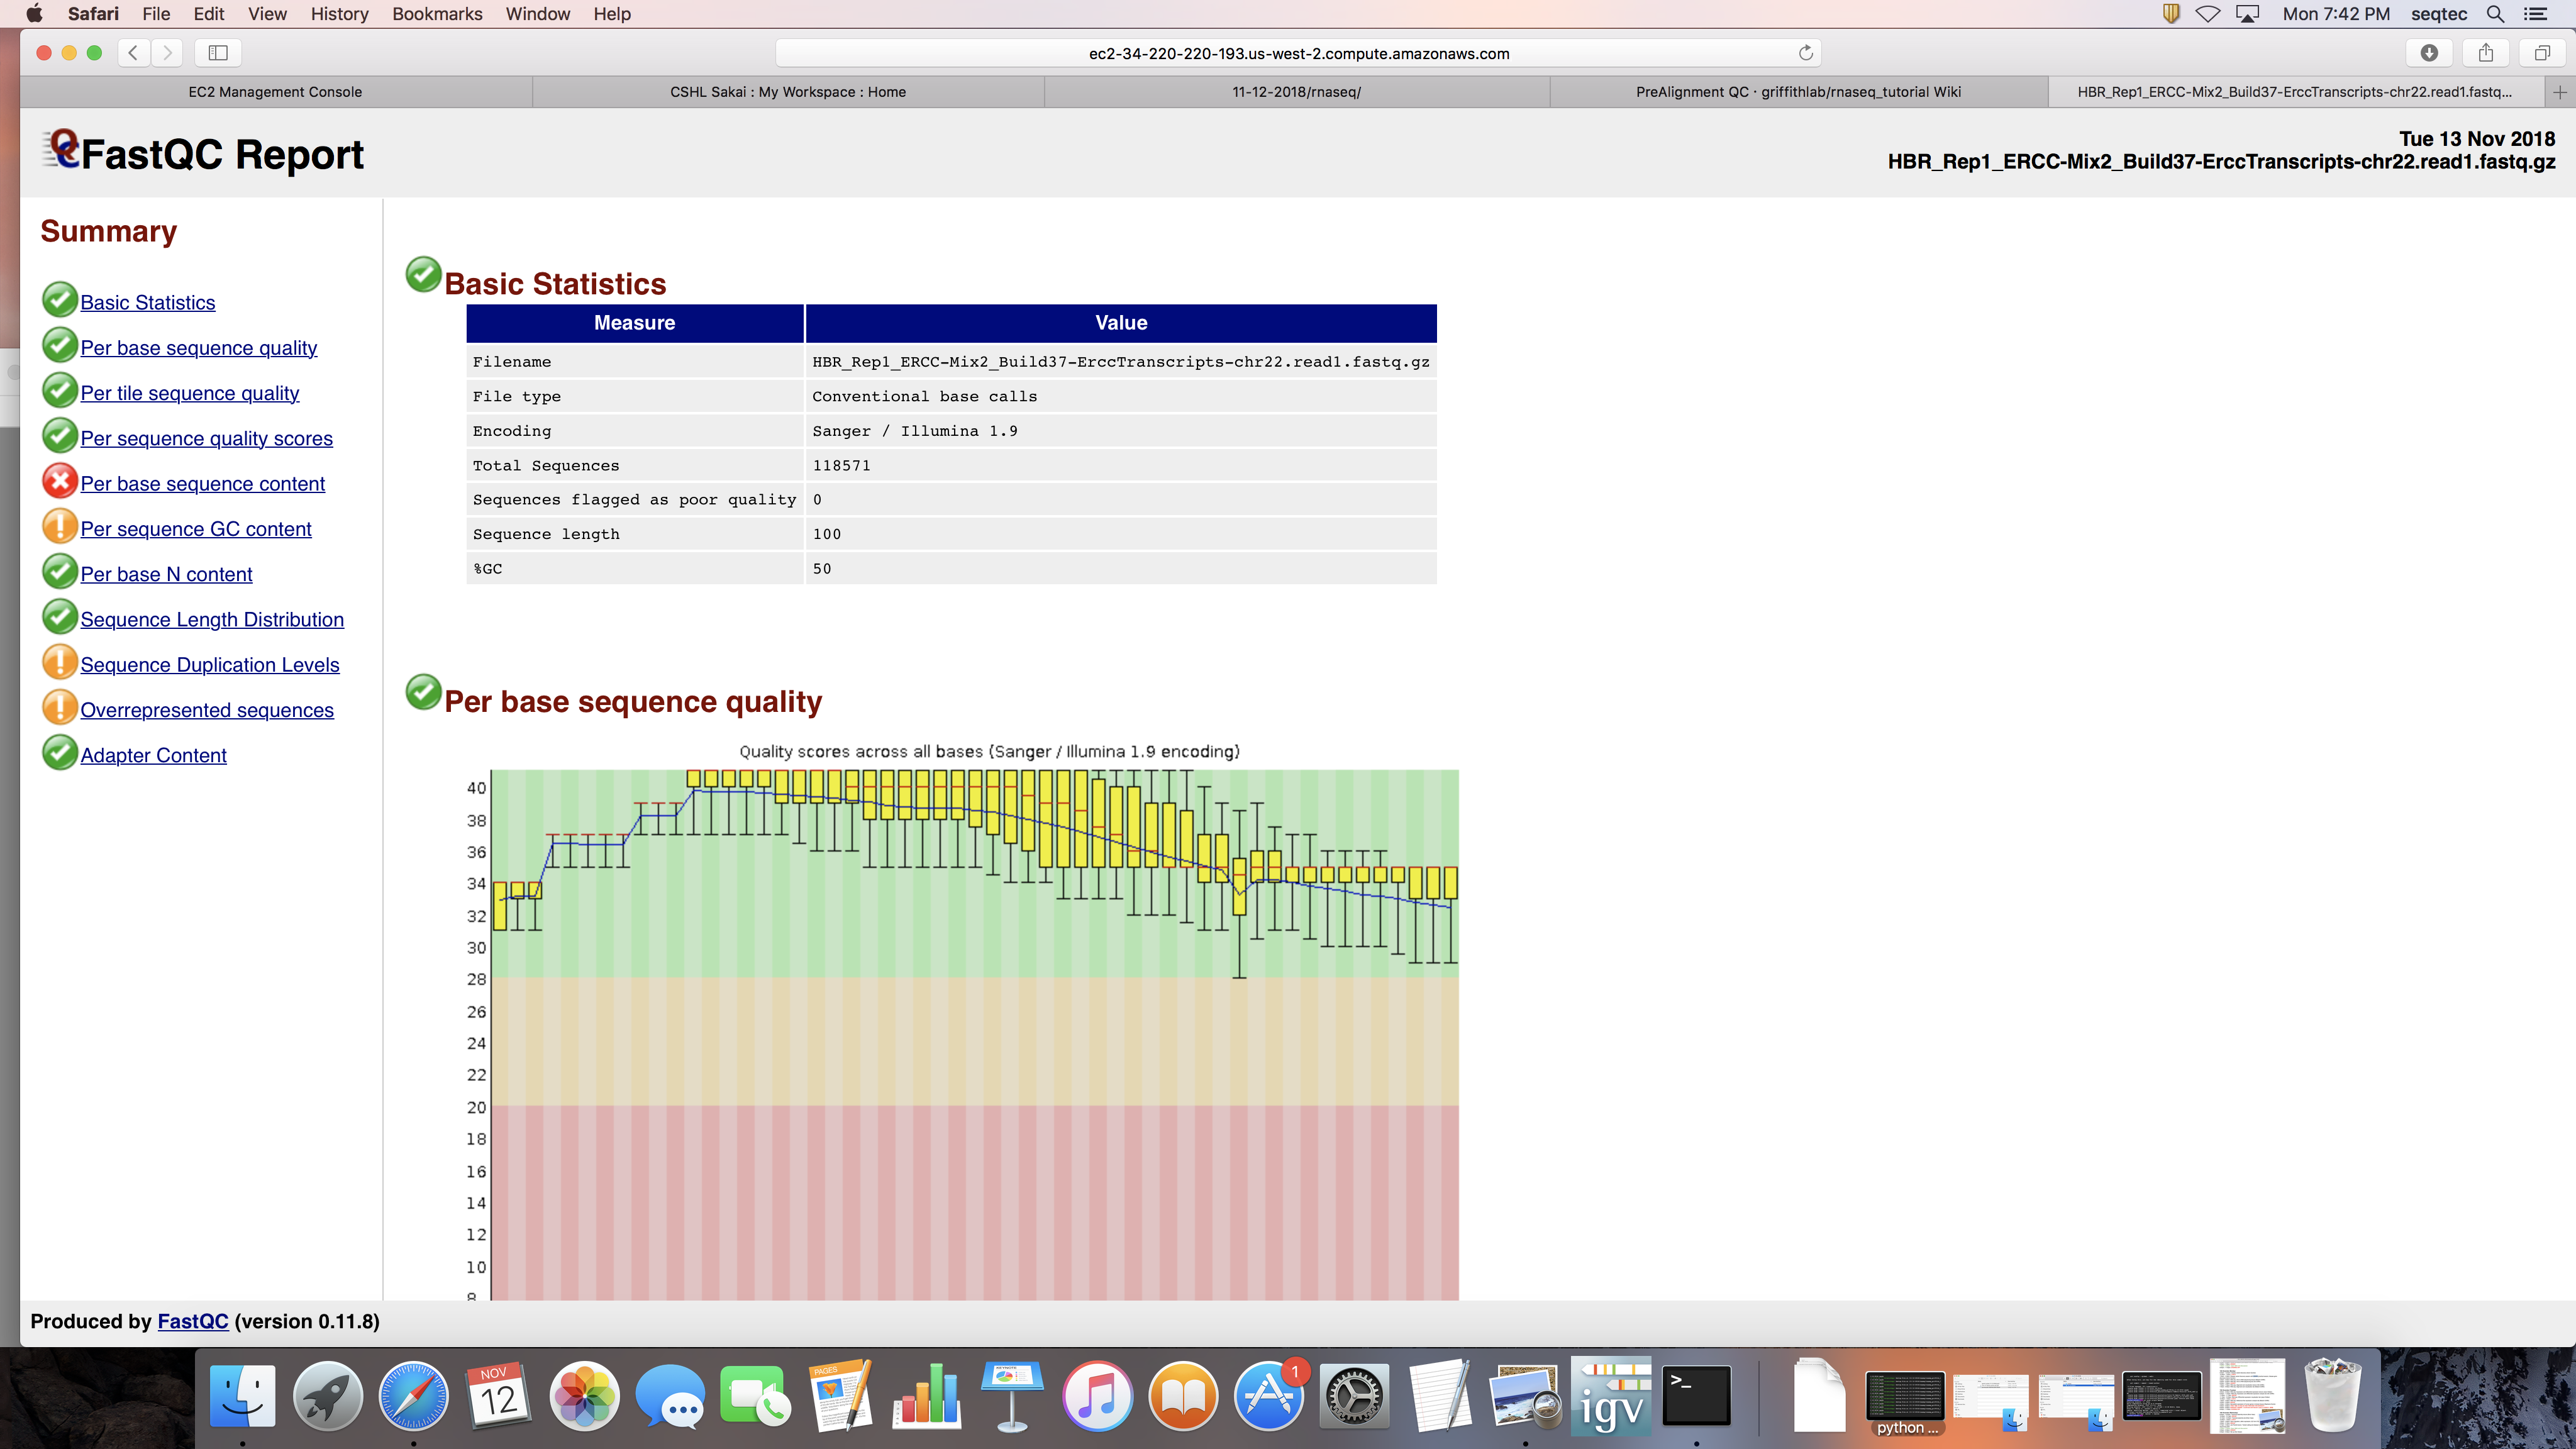 Safari File Edit View History Bookmarks Window Help Mon 7:42 PM seqtec
ec2-34-220-220-193.us-west-2.compute.amazonaws.com
EC2 Management Console CSHL Sakai : My Workspace : Home 11-12-2018/rnaseq/ PreAlignment QC · griffithlab/rnaseq_tutorial Wiki HBR_Rep1_ERCC-Mix2_Build37-ErccTranscripts-chr22.read1.fastq...
FastQC Report
Tue 13 Nov 2018
HBR_Rep1_ERCC-Mix2_Build37-ErccTranscripts-chr22.read1.fastq.gz
Summary
Basic Statistics
Per base sequence quality
Per tile sequence quality
Per sequence quality scores
Per base sequence content
Per sequence GC content
Per base N content
Sequence Length Distribution
Sequence Duplication Levels
Overrepresented sequences
Adapter Content
Basic Statistics
Measure Value
Filename HBR_Rep1_ERCC-Mix2_Build37-ErccTranscripts-chr22.read1.fastq.gz
File type Conventional base calls
Encoding Sanger / Illumina 1.9
Total Sequences 118571
Sequences flagged as poor quality 0
Sequence length 100
%GC 50
Per base sequence quality
Quality scores across all bases (Sanger / Illumina 1.9 encoding)
40
38
36
34
32
30
28
26
24
22
20
18
16
14
12
10
8
Produced by FastQC (version 0.11.8)
NOV
12
PAGES
1
igv
>_
python ...